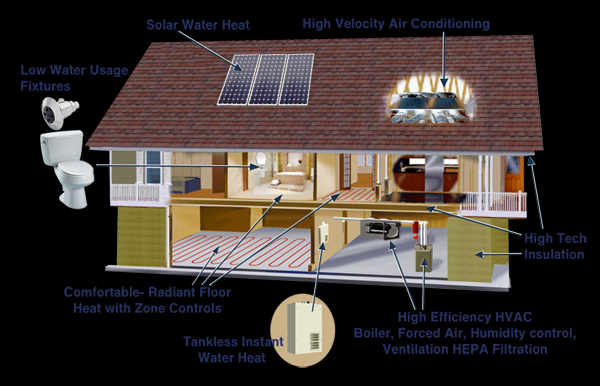 Solar Water Heat
High Velocity Air Conditioning
Low Water Usage
Fixtures
High Tech
Insulation
Comfortable- Radiant Floor
Heat with Zone Controls
Tankless Instant
Water Heat
High Efficiency HVAC
Boiler, Forced Air, Humidity control,
Ventilation HEPA Filtration